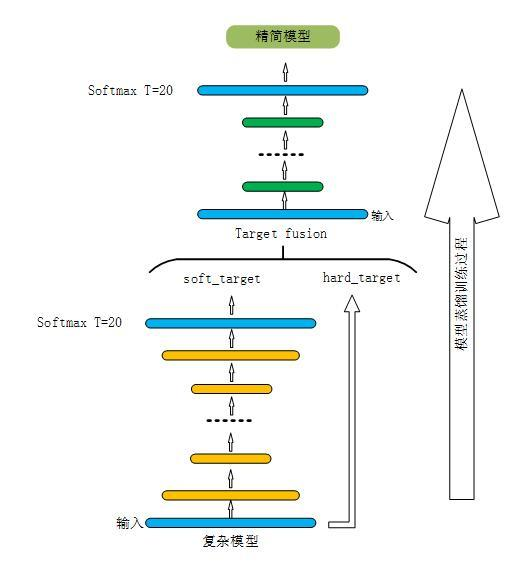 精简模型
Softmax T=20
输入
Target fusion
soft_target
hard_target
Softmax T=20
输入
复杂模型
模型蒸馏训练过程